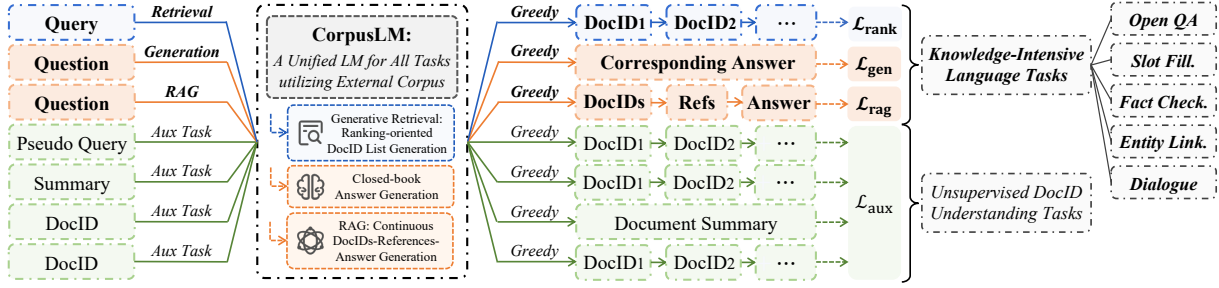 Query
Retrieval
Question
Generation
Question
RAG
Pseudo Query
Aux Task
Summary
Aux Task
DocID
Aux Task
DocID
Aux Task
CorpusLM:
A Unified LM for All Tasks
utilizing External Corpus
Generative Retrieval:
Ranking-oriented
DocID List Generation
Closed-book
Answer Generation
RAG: Continuous
DocIDs-References-
Answer Generation
Greedy
DocID1
DocID2
···
Lrank
Greedy
Corresponding Answer
Lgen
Greedy
DocIDs
Refs
Answer
Lrag
Greedy
DocID1
DocID2
···
Greedy
DocID1
DocID2
···
Greedy
Document Summary
Greedy
DocID1
DocID2
···
Laux
Knowledge-Intensive
Language Tasks
Unsupervised DocID
Understanding Tasks
Open QA
Slot Fill.
Fact Check.
Entity Link.
Dialogue